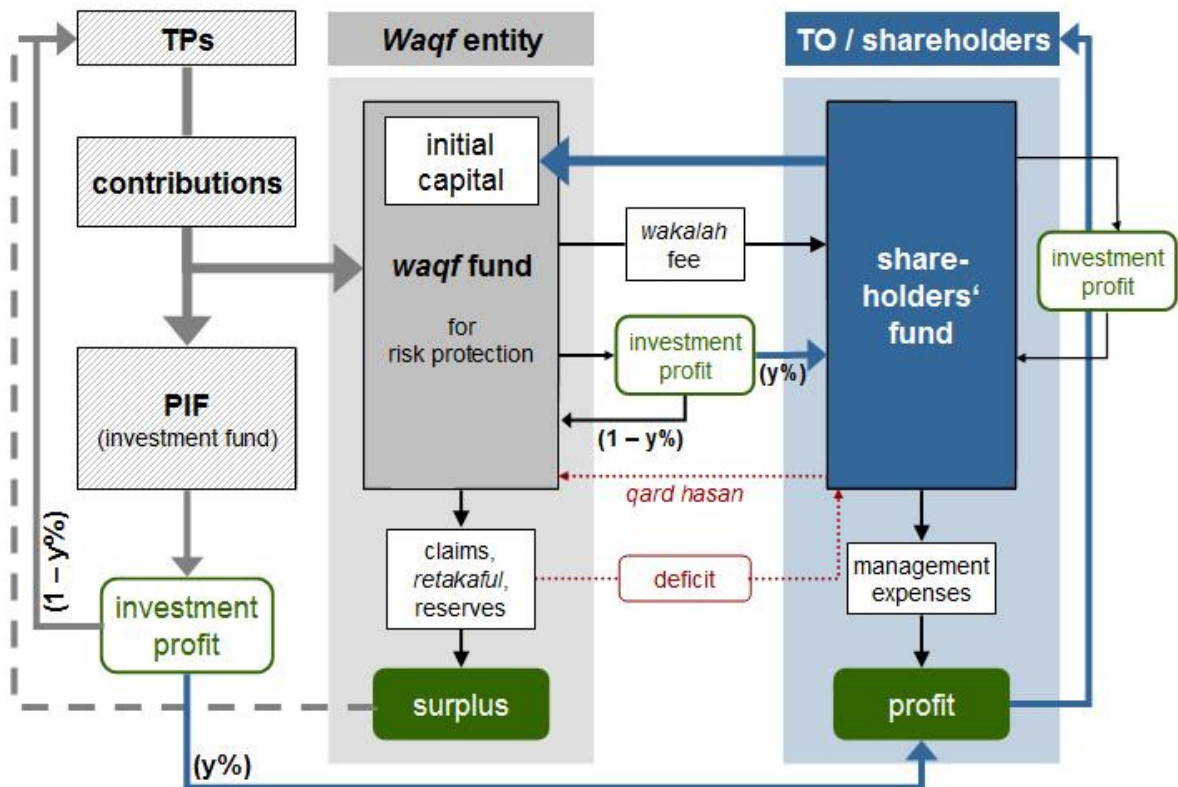 TPs
Waqf entity
TO / shareholders
contributions
initial
capital
waqf fund
for
risk protection
wakalah
fee
share-
holders‘
fund
investment
profit
investment
profit
(y%)
(1 – y%)
PIF
(investment fund)
qard hasan
claims,
retakaful,
reserves
deficit
management
expenses
(1 – y%)
investment
profit
surplus
profit
(y%)